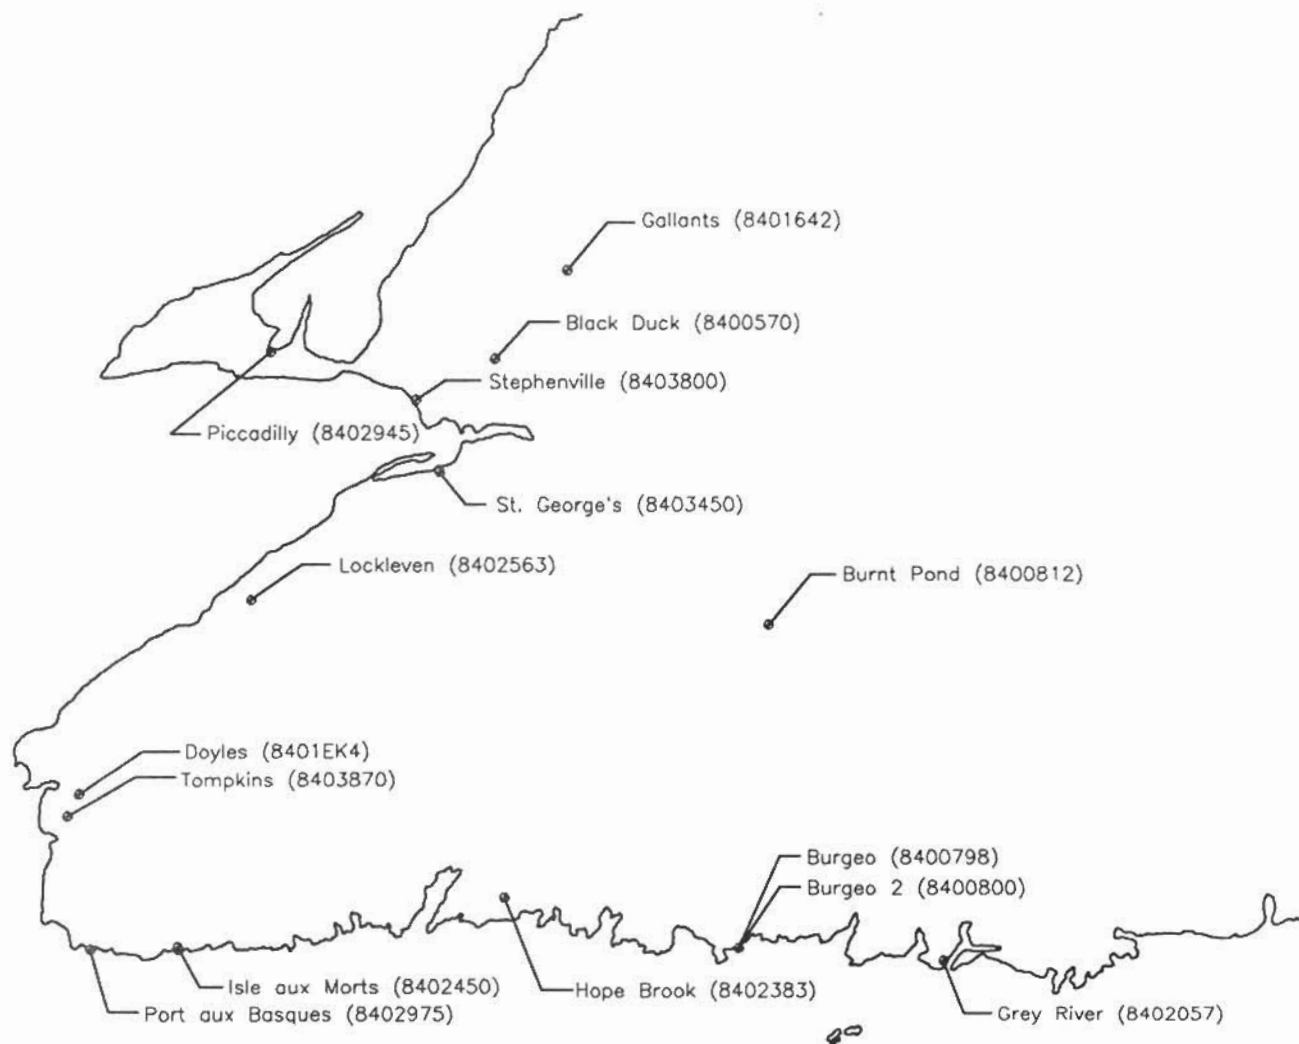 Gallants (8401642)
Black Duck (8400570)
Stephenville (8403800)
Piccadilly (8402945)
St. George's (8403450)
Lockleven (8402563)
Burnt Pond (8400812)
Doyles (8401EK4)
Tompkins (8403870)
Burgeo (8400798)
Burgeo 2 (8400800)
Isle aux Morts (8402450)
Hope Brook (8402383)
Port aux Basques (8402975)
Grey River (8402057)